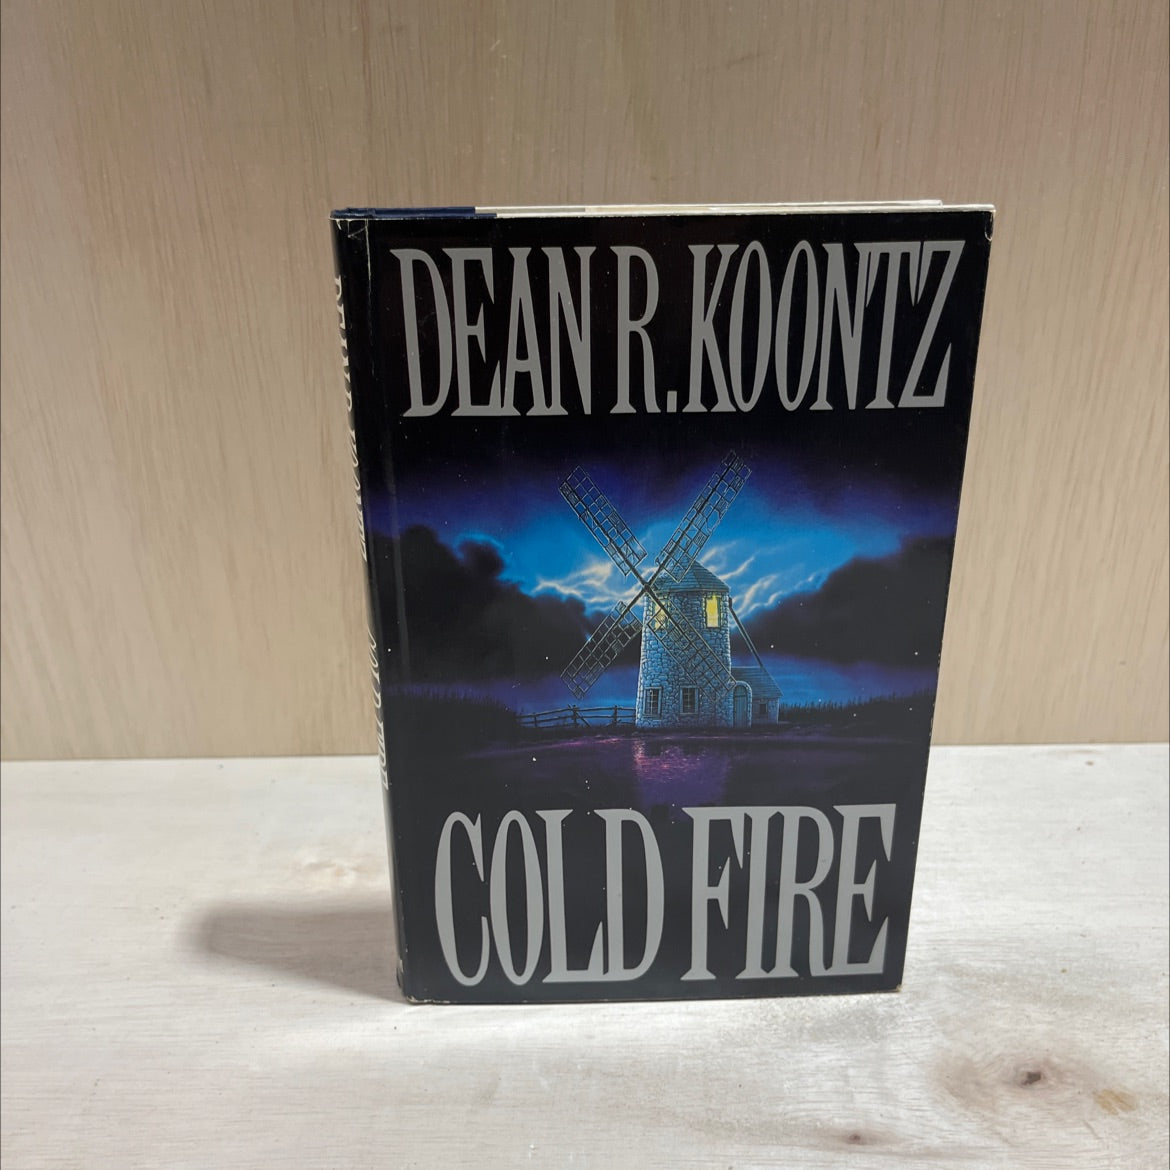 DEAN R. KOONTZ
COLD FIRE